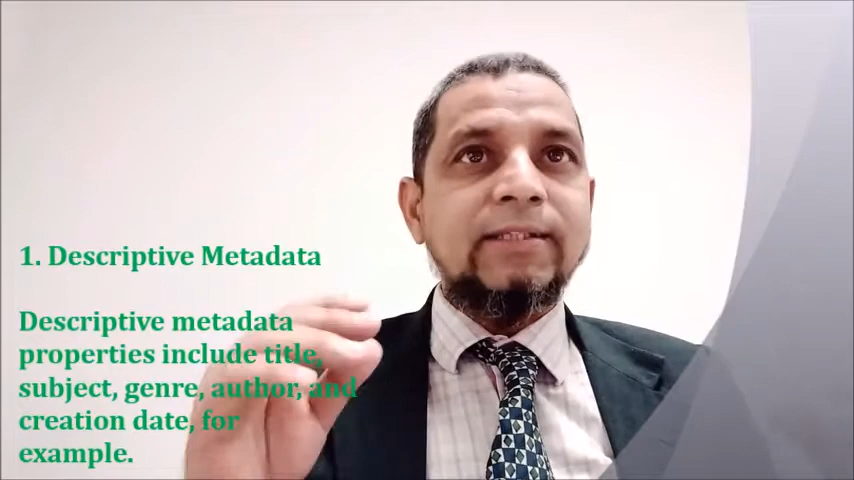 1. Descriptive Metadata
Descriptive metadata
properties include title,
subject, genre, author, and
creation date, for
example.